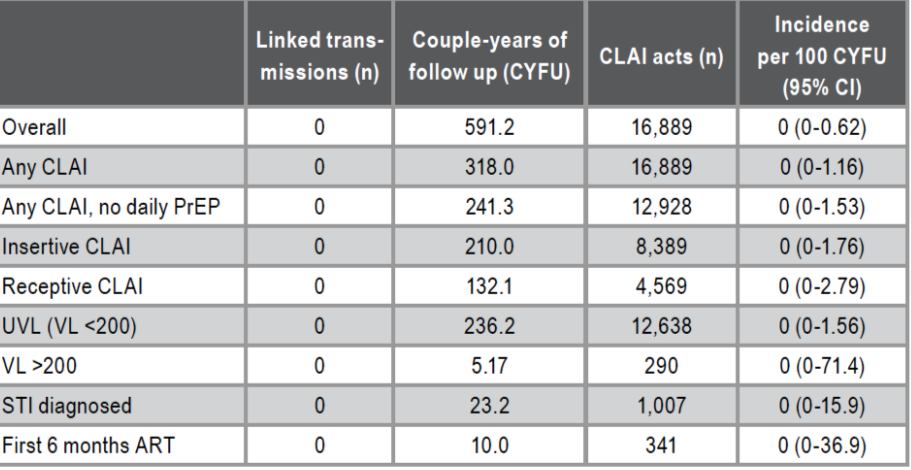 Linked trans-
missions (n)
Couple-years of
follow up (CYFU)
CLAI acts (n)
Incidence
per 100 CYFU
(95% CI)
Overall 0 591.2 16,889 0 (0-0.62)
Any CLAI 0 318.0 16,889 0 (0-1.16)
Any CLAI, no daily PrEP 0 241.3 12,928 0 (0-1.53)
Insertive CLAI 0 210.0 8,389 0 (0-1.76)
Receptive CLAI 0 132.1 4,569 0 (0-2.79)
UVL (VL <200) 0 236.2 12,638 0 (0-1.56)
VL >200 0 5.17 290 0 (0-71.4)
STI diagnosed 0 23.2 1,007 0 (0-15.9)
First 6 months ART 0 10.0 341 0 (0-36.9)